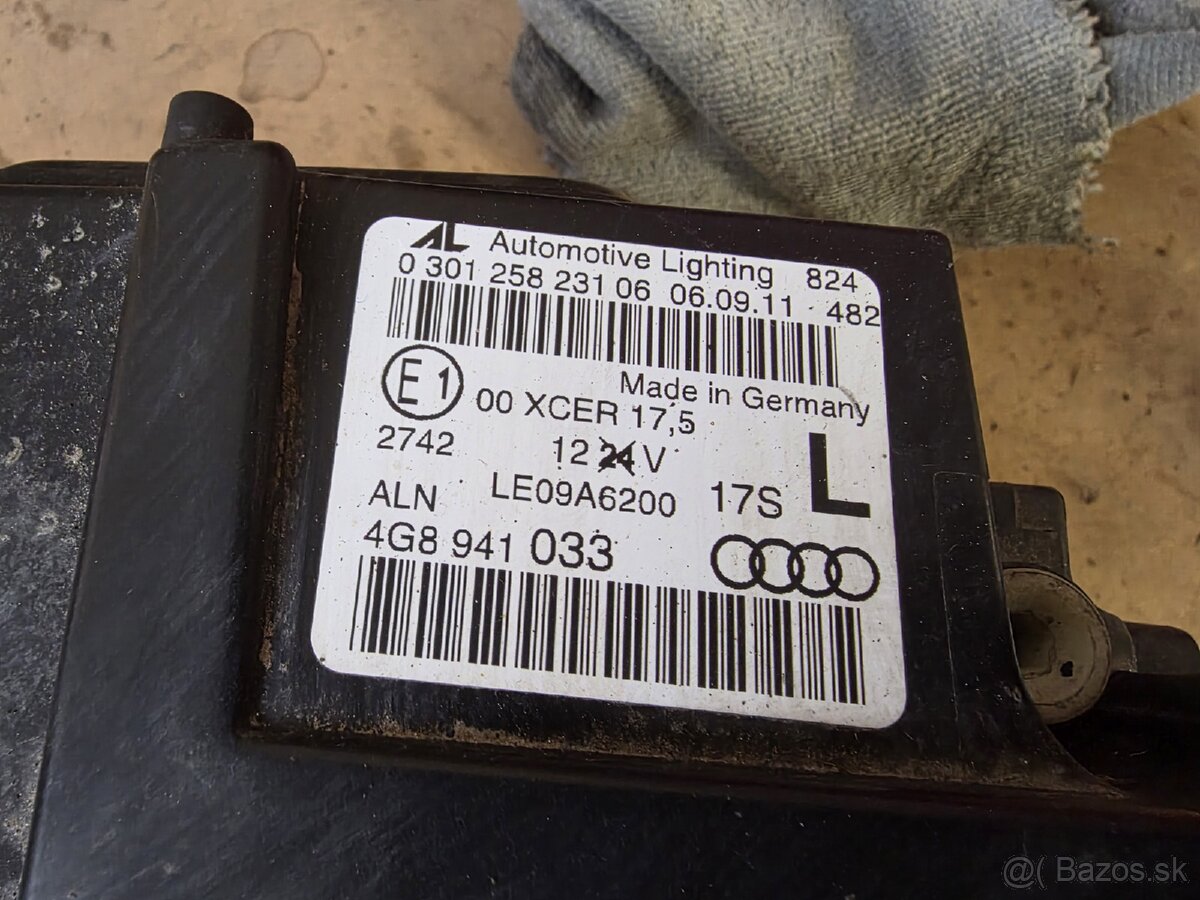 AL Automotive Lighting 824
0 301 258 231 06 06.09.11 482
Made in Germany
E1 00 XCER 17,5
2742 12 24 V L
ALN LE09A6200 17S
4G8 941 033
@( Bazos.sk